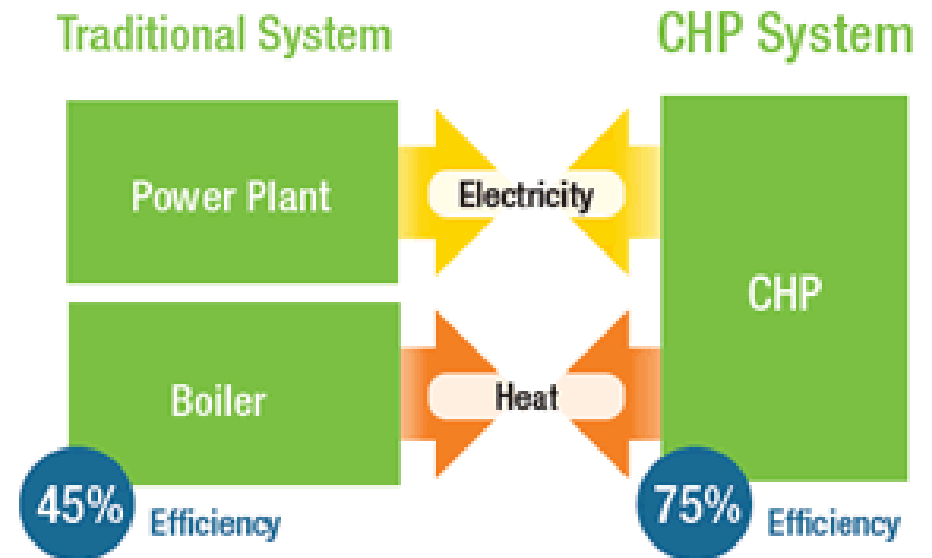 Traditional System
CHP System
Power Plant
Electricity
CHP
Boiler
Heat
45% Efficiency
75% Efficiency